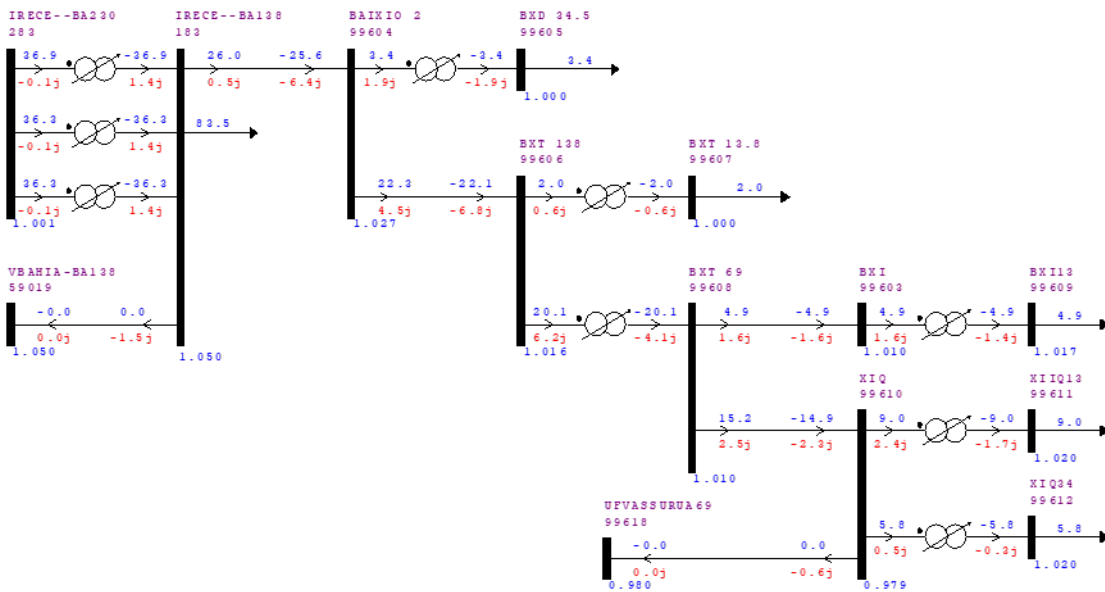 IRECE--BA230 IRECE--BA138 BAIXIO 2 BXD 34.5
283 183 99604 99605
36.9 -36.9 26.0 -25.6 3.4 -3.4 3.4
-0.1j 1.4j 0.5j -6.4j 1.9j -1.9j
1.000
36.3 -36.3 83.5
-0.1j 1.4j
BXT 138 BXT 13.8
99606 99607
36.3 -36.3 22.3 -22.1 2.0 -2.0 2.0
-0.1j 1.4j 4.5j -6.8j 0.6j -0.6j
1.001 1.027 1.000
VBAHIA-BA138 BXT 69 BXI BXI13
59019 99608 99603 99609
-0.0 0.0 20.1 -20.1 4.9 -4.9 4.9 -4.9 4.9
0.0j -1.5j 6.2j -4.1j 1.6j -1.6j 1.6j -1.4j
1.050 1.050 1.016 1.010 1.017
XIQ XIIQ13
99610 99611
15.2 -14.9 9.0 -9.0 9.0
2.5j -2.3j 2.4j -1.7j
1.020
1.010
XIQ34
99612
UFVASSURUA69
99618
5.8 -5.8 5.8
0.5j -0.3j
-0.0 0.0
0.0j -0.6j
1.020
0.980 0.979